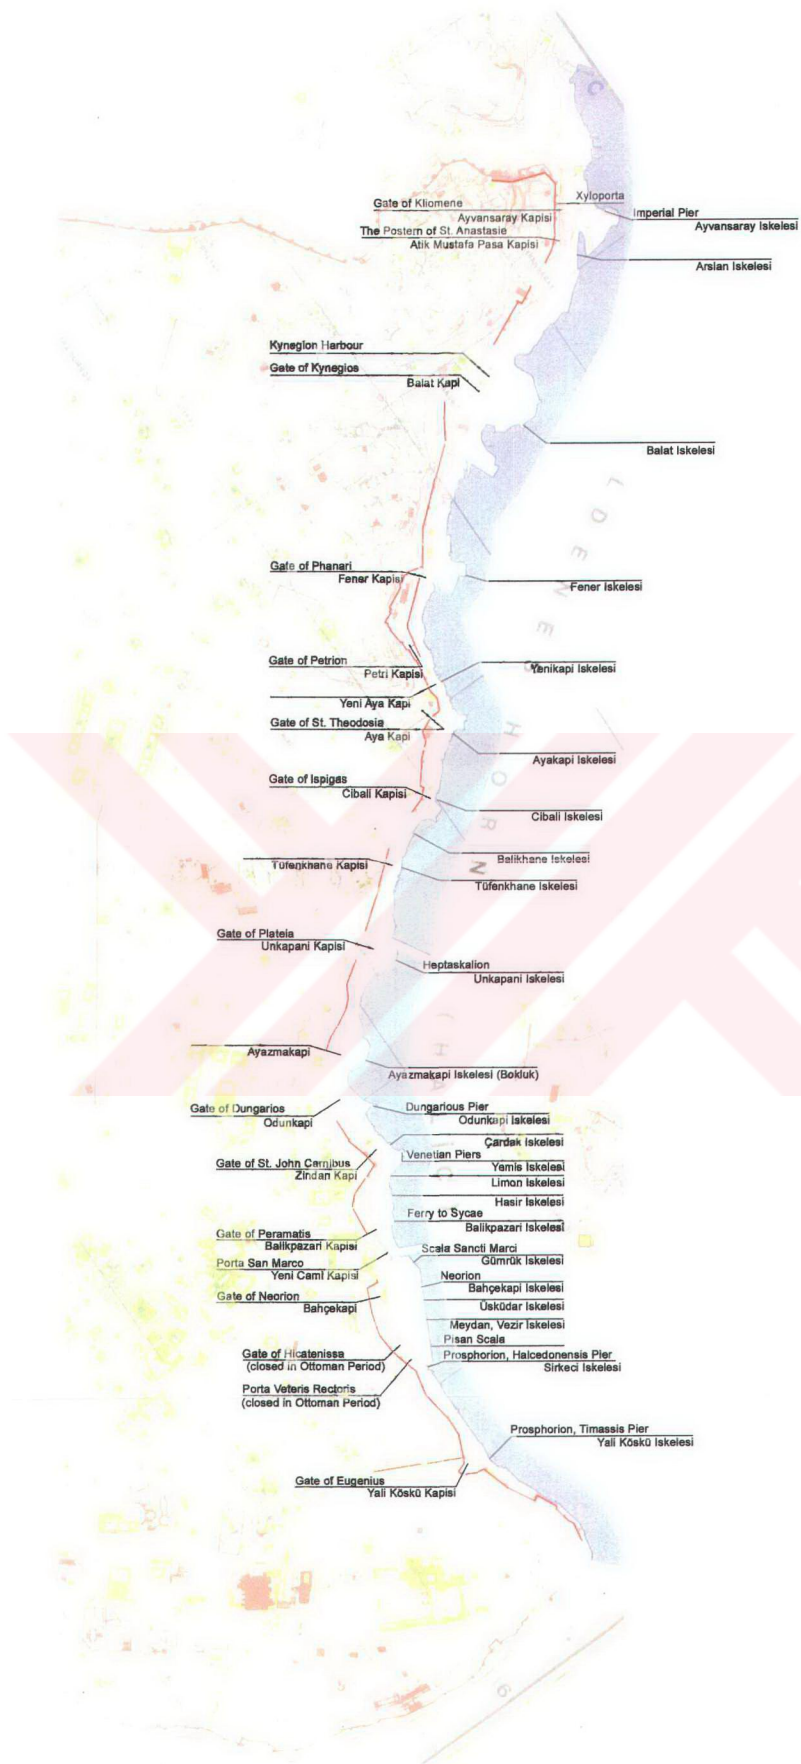 C
Xyloporta
Gate of Kliomene
Ayvansaray Kapisi
Imperial Pier
Ayvansaray Iskelesi
The Postern of St. Anastasie
Atik Mustafa Pasa Kapisi
Arslan Iskelesi
Kynegion Harbour
Gate of Kynegios
Balat Kapi
Balat Iskelesi
LDENE
Gate of Phanari
Fener Kapisi
Fener Iskelesi
Gate of Petrion
Petri Kapisi
Yenikapi Iskelesi
Yeni Aya Kapi
Gate of St. Theodosia
Aya Kapi
HORN
Ayakapi Iskelesi
Gate of Ispigas
Cibali Kapisi
Cibali Iskelesi
Balikhane Iskelesi
Tüfenkhane Kapisi
Tüfenkhane Iskelesi
Gate of Plateia
Unkapani Kapisi
Heptaskalion
Unkapani Iskelesi
(HALIC
Ayazmakapi
Ayazmakapi Iskelesi (Bokluk)
Gate of Dungarios
Odunkapi
Dungarious Pier
Odunkapi Iskelesi
Çardak Iskelesi
Gate of St. John Cornibus
Zindan Kapi
Venetian Piers
Yemis Iskelesi
Limon Iskelesi
Hasir Iskelesi
Ferry to Sycae
Balikpazari Iskelesi
Gate of Peramatis
Balikpazari Kapisi
Porta San Marco
Yeni Cami Kapisi
Scala Sancti Marci
Gümrük Iskelesi
Gate of Neorion
Bahçekapi
Neorion
Bahçekapi Iskelesi
Üsküdar Iskelesi
Meydan, Vezir Iskelesi
Pisan Scala
Gate of Hicatenissa
(closed in Ottoman Period)
Prosphorion, Halcedonensis Pier
Sirkeci Iskelesi
Porta Veteris Rectoris
(closed in Ottoman Period)
Prosphorion, Timassis Pier
Yali Köskü Iskelesi
Gate of Eugenius
Yali Köskü Kapisi